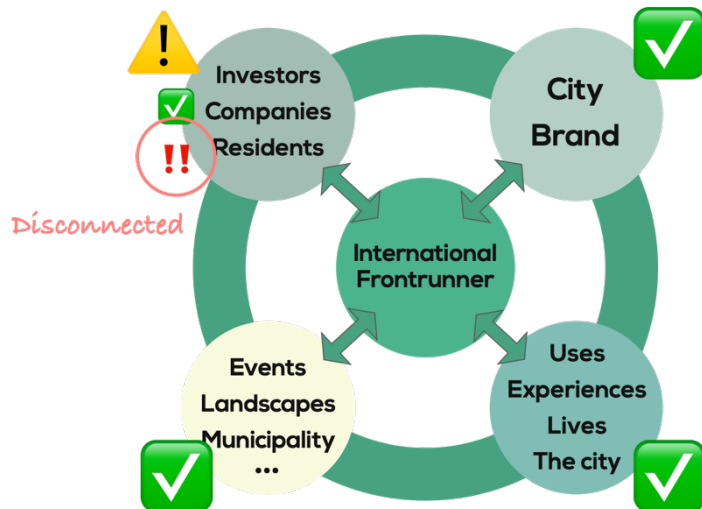 Investors
Companies
Residents
!!
Disconnected
City
Brand
International
Frontrunner
Events
Landscapes
Municipality
...
Uses
Experiences
Lives
The city